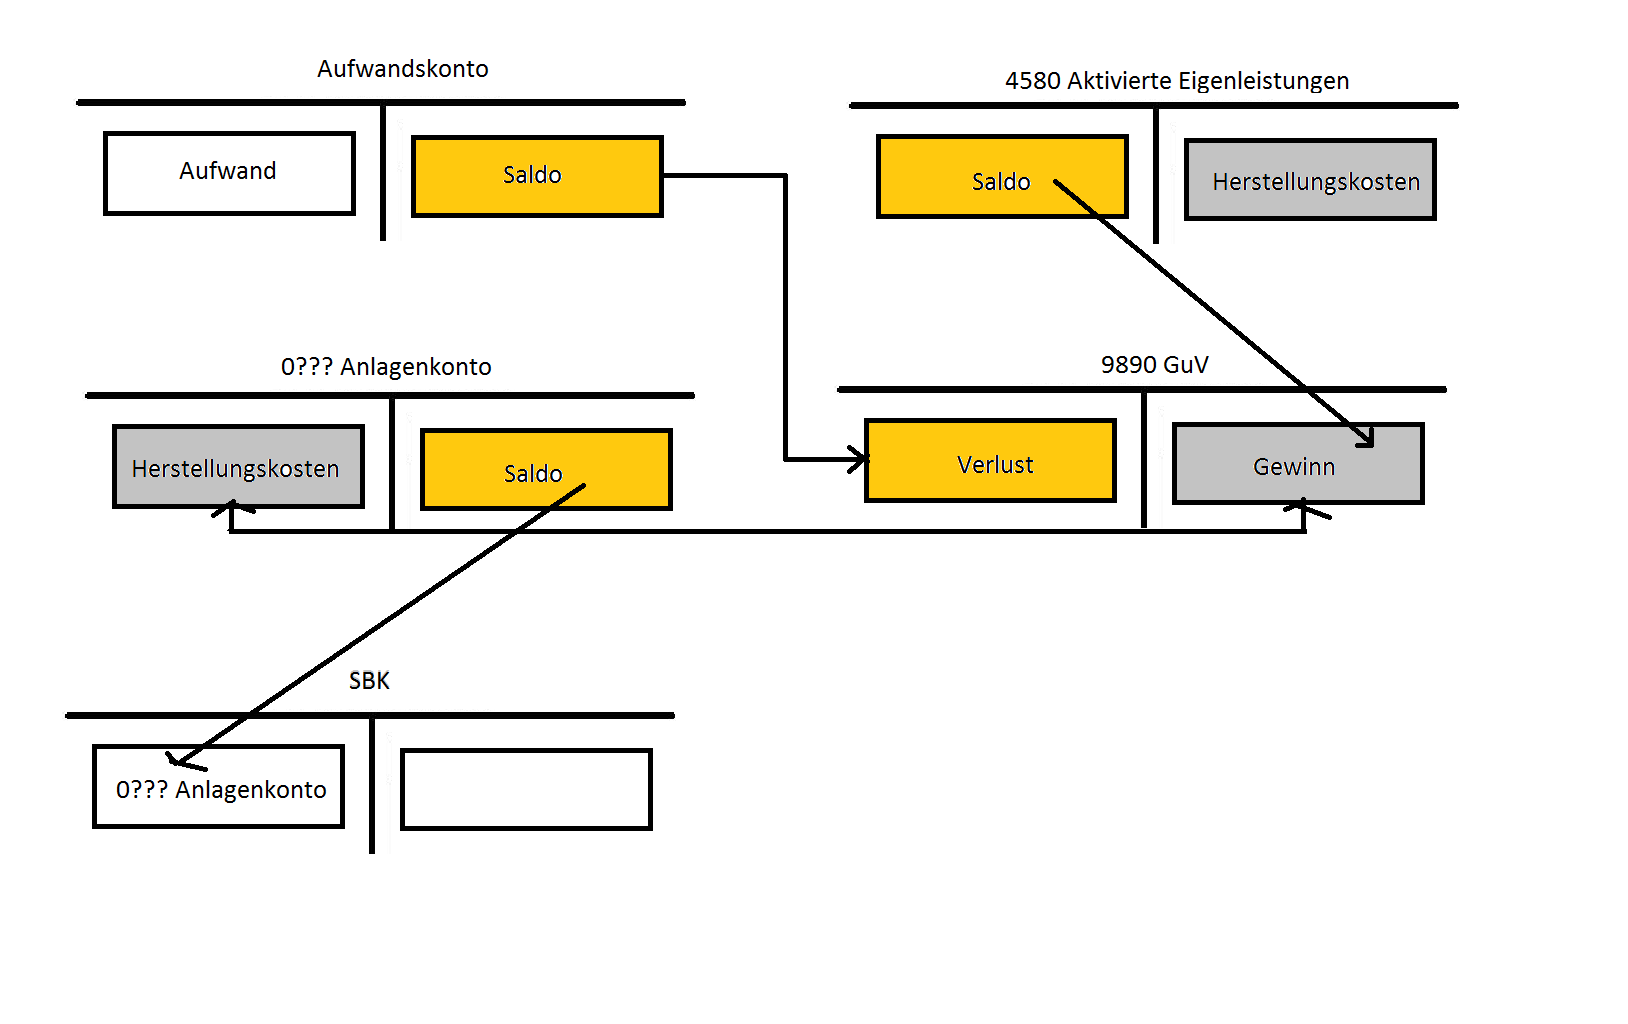 Aufwandskonto
4580 Aktivierte Eigenleistungen
Aufwand
Saldo
Saldo
Herstellungskosten
0??? Anlagenkonto
9890 GuV
Herstellungskosten
Saldo
Verlust
Gewinn
SBK
0??? Anlagenkonto